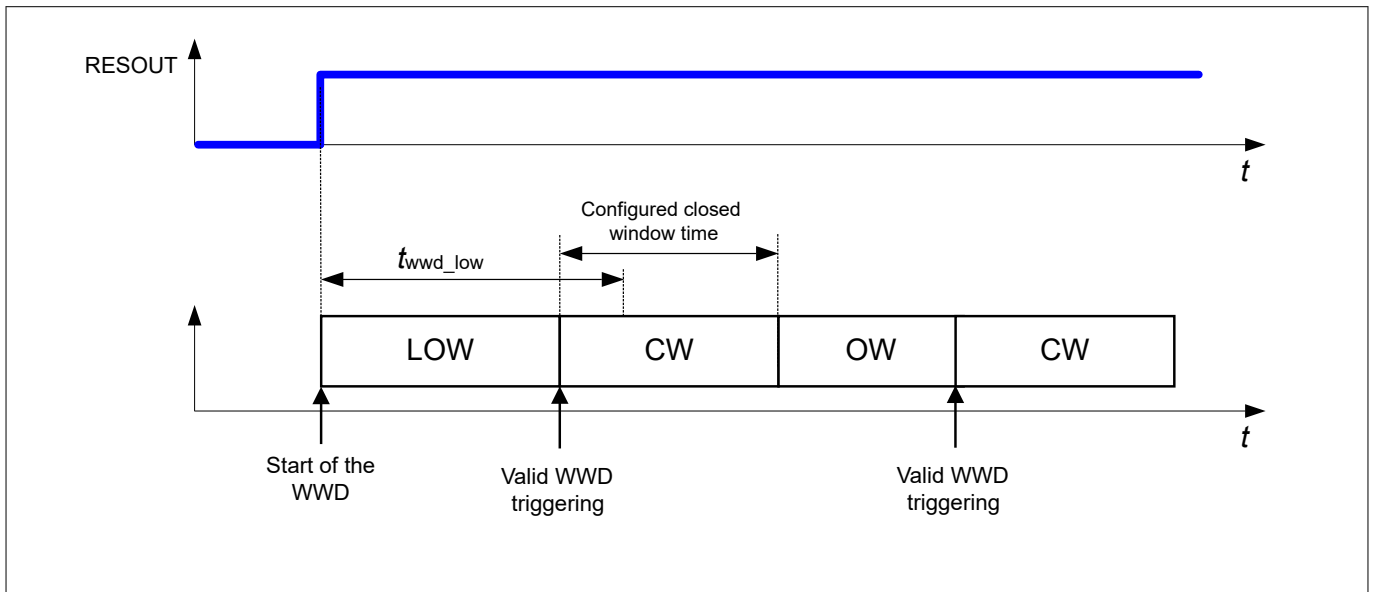 RESOUT
t
Configured closed
window time
twwd_low
LOW
CW
OW
CW
t
Start of the
WWD
Valid WWD
triggering
Valid WWD
triggering